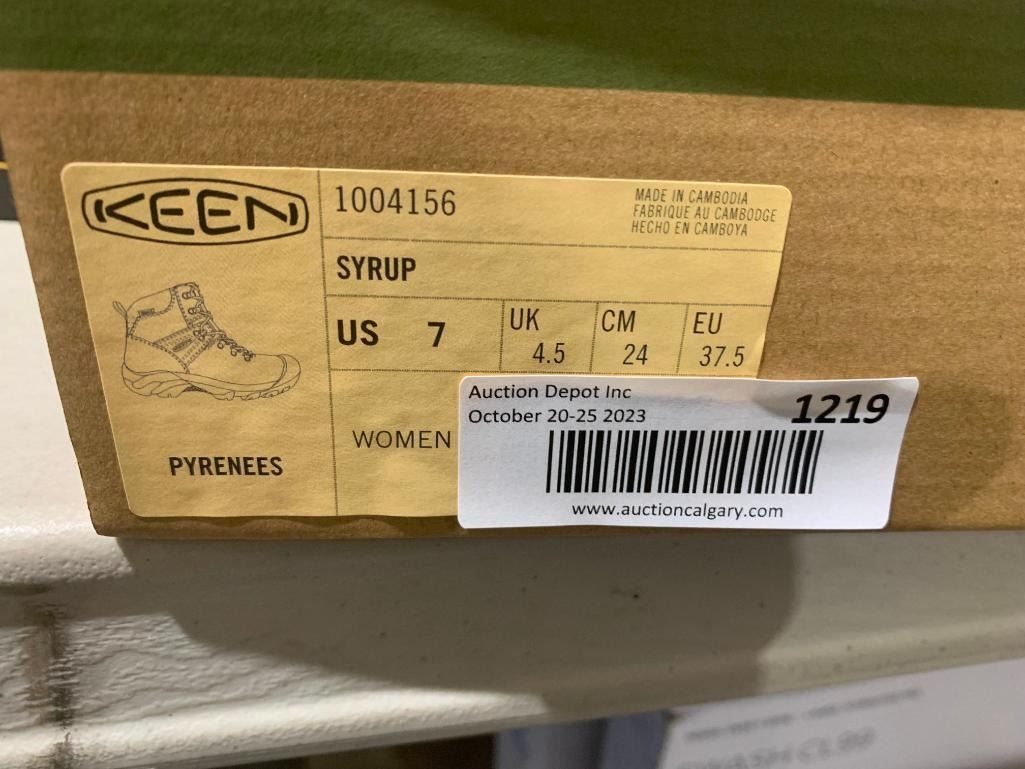 KEEN
1004156
MADE IN CAMBODIA
FABRIQUE AU CAMBODGE
HECHO EN CAMBOYA
SYRUP
US 7
UK 4.5
CM 24
EU 37.5
WOMEN
PYRENEES
Auction Depot Inc
October 20-25 2023
1219
www.auctioncalgary.com